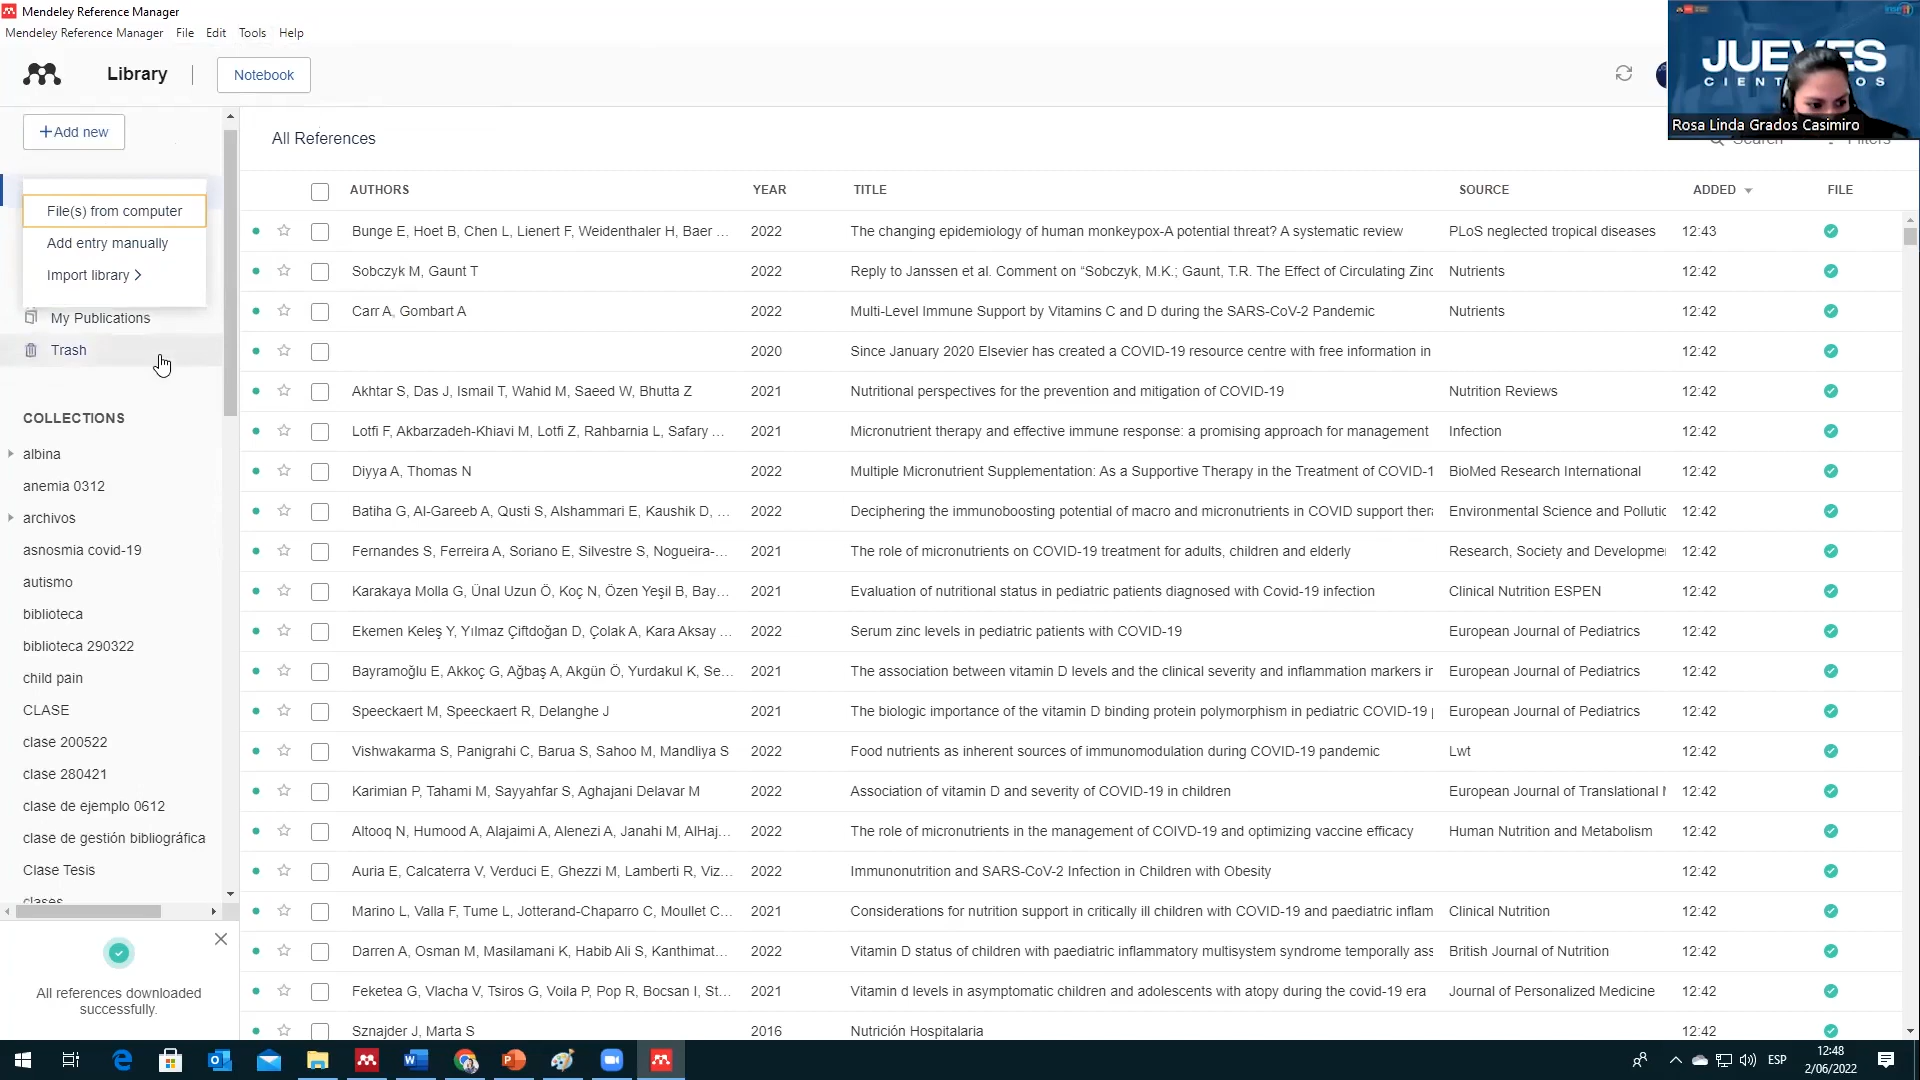 Mendeley Reference Manager
Mendeley Reference Manager File Edit Tools Help
Library
Notebook
JUEVES
Rosa Linda Grados Casimiro
+Add new
File(s) from computer
Add entry manually
Import library
My Publications
Trash
COLLECTIONS
albina
anemia 0312
archivos
asnosmia covid-19
autismo
biblioteca
biblioteca 290322
child pain
CLASE
clase 200522
clase 280421
clase de ejemplo 0612
clase de gestión bibliográfica
Clase Tesis
clases
All references downloaded
successfully.
All References
Search Filters
AUTHORS YEAR TITLE SOURCE ADDED FILE
Bunge E, Hoet B, Chen L, Lienert F, Weidenthaler H, Baer ... 2022 The changing epidemiology of human monkeypox-A potential threat? A systematic review PLoS neglected tropical diseases 12:43
Sobczyk M, Gaunt T 2022 Reply to Janssen et al. Comment on “Sobczyk, M.K.; Gaunt, T.R. The Effect of Circulating Zinc Nutrients 12:42
Carr A, Gombart A 2022 Multi-Level Immune Support by Vitamins C and D during the SARS-CoV-2 Pandemic Nutrients 12:42
2020 Since January 2020 Elsevier has created a COVID-19 resource centre with free information in 12:42
Akhtar S, Das J, Ismail T, Wahid M, Saeed W, Bhutta Z 2021 Nutritional perspectives for the prevention and mitigation of COVID-19 Nutrition Reviews 12:42
Lotfi F, Akbarzadeh-Khiavi M, Lotfi Z, Rahbarnia L, Safary ... 2021 Micronutrient therapy and effective immune response: a promising approach for management Infection 12:42
Diyya A, Thomas N 2022 Multiple Micronutrient Supplementation: As a Supportive Therapy in the Treatment of COVID-1 BioMed Research International 12:42
Batiha G, Al-Gareeb A, Qusti S, Alshammari E, Kaushik D, ... 2022 Deciphering the immunoboosting potential of macro and micronutrients in COVID support thera Environmental Science and Pollutic 12:42
Fernandes S, Ferreira A, Soriano E, Silvestre S, Nogueira-... 2021 The role of micronutrients on COVID-19 treatment for adults, children and elderly Research, Society and Developme 12:42
Karakaya Molla G, Ünal Uzun Ö, Koç N, Özen Yeşil B, Bay... 2021 Evaluation of nutritional status in pediatric patients diagnosed with Covid-19 infection Clinical Nutrition ESPEN 12:42
Ekemen Keleş Y, Yılmaz Çiftdoğan D, Çolak A, Kara Aksay ... 2022 Serum zinc levels in pediatric patients with COVID-19 European Journal of Pediatrics 12:42
Bayramoğlu E, Akkoç G, Ağbaş A, Akgün Ö, Yurdakul K, Se... 2021 The association between vitamin D levels and the clinical severity and inflammation markers in European Journal of Pediatrics 12:42
Speeckaert M, Speeckaert R, Delanghe J 2021 The biologic importance of the vitamin D binding protein polymorphism in pediatric COVID-19 p European Journal of Pediatrics 12:42
Vishwakarma S, Panigrahi C, Barua S, Sahoo M, Mandliya S 2022 Food nutrients as inherent sources of immunomodulation during COVID-19 pandemic Lwt 12:42
Karimian P, Tahami M, Sayyahfar S, Aghajani Delavar M 2022 Association of vitamin D and severity of COVID-19 in children European Journal of Translational M 12:42
Altooq N, Humood A, Alajaimi A, Alenezi A, Janahi M, AlHaj... 2022 The role of micronutrients in the management of COIVD-19 and optimizing vaccine efficacy Human Nutrition and Metabolism 12:42
Auria E, Calcaterra V, Verduci E, Ghezzi M, Lamberti R, Viz... 2022 Immunonutrition and SARS-CoV-2 Infection in Children with Obesity 12:42
Marino L, Valla F, Tume L, Jotterand-Chaparro C, Moullet C... 2021 Considerations for nutrition support in critically ill children with COVID-19 and paediatric inflam Clinical Nutrition 12:42
Darren A, Osman M, Masilamani K, Habib Ali S, Kanthimat... 2022 Vitamin D status of children with paediatric inflammatory multisystem syndrome temporally ass British Journal of Nutrition 12:42
Feketea G, Vlacha V, Tsiros G, Voila P, Pop R, Bocsan I, St... 2021 Vitamin d levels in asymptomatic children and adolescents with atopy during the covid-19 era Journal of Personalized Medicine 12:42
Sznajder J, Marta S 2016 Nutrición Hospitalaria 12:42
ESP
12:48
2/06/2022